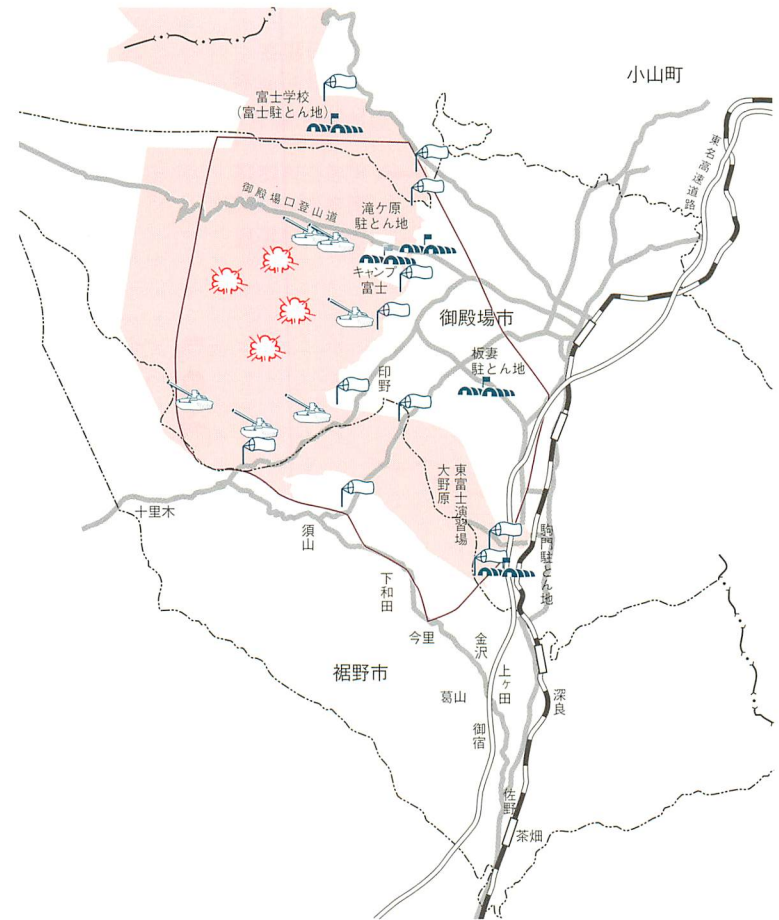 小山町
富士学校
(富士駐とん地)
東名高速道路
御殿場口登山道
滝ケ原
駐とん地
キャンプ
富士
御殿場市
板妻
駐とん地
印野
東富士演習場
大野原
十里木
須山
駒門駐とん地
下和田
今里
金沢
裾野市
上ヶ田
葛山
深良
御宿
佐野
茶畑